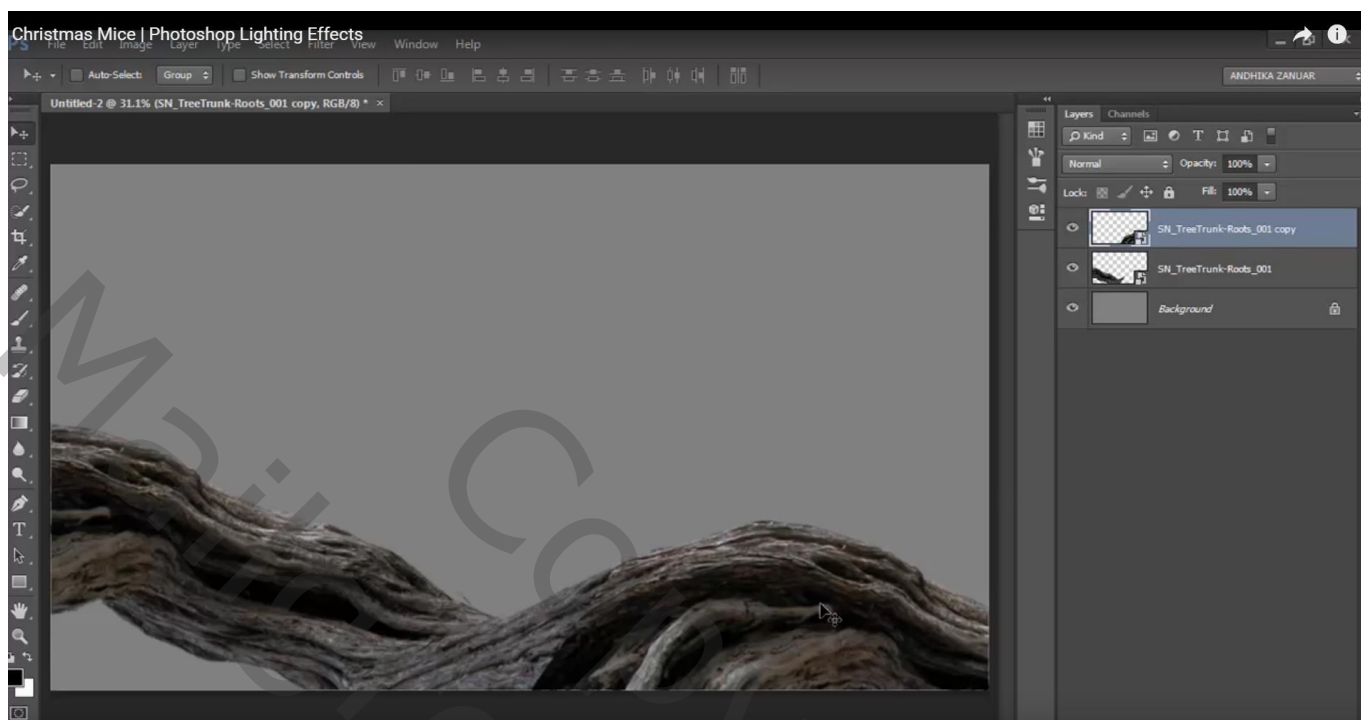 Christmas Mice | Photoshop Lighting Effects
File Edit Image Layer Type Select Filter View Window Help
Auto-Select: Group Show Transform Controls
ANDHIKA ZANUAR
Untitled-2 @ 31.1% (SN_TreeTrunk-Roots_001 copy, RGB/8) * ×
Layers Channels
Kind
Normal Opacity: 100%
Lock: Fill: 100%
SN_TreeTrunk-Roots_001 copy
SN_TreeTrunk-Roots_001
Background